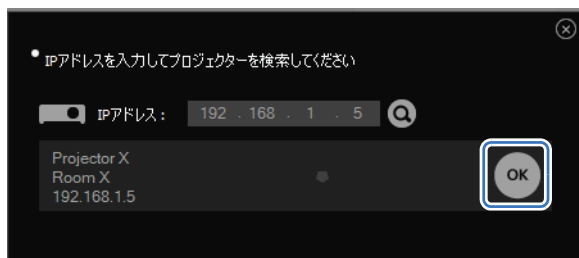 IPアドレスを入力してプロジェクターを検索してください
IPアドレス： 192 . 168 . 1 . 5
Projector X
Room X
192.168.1.5
OK